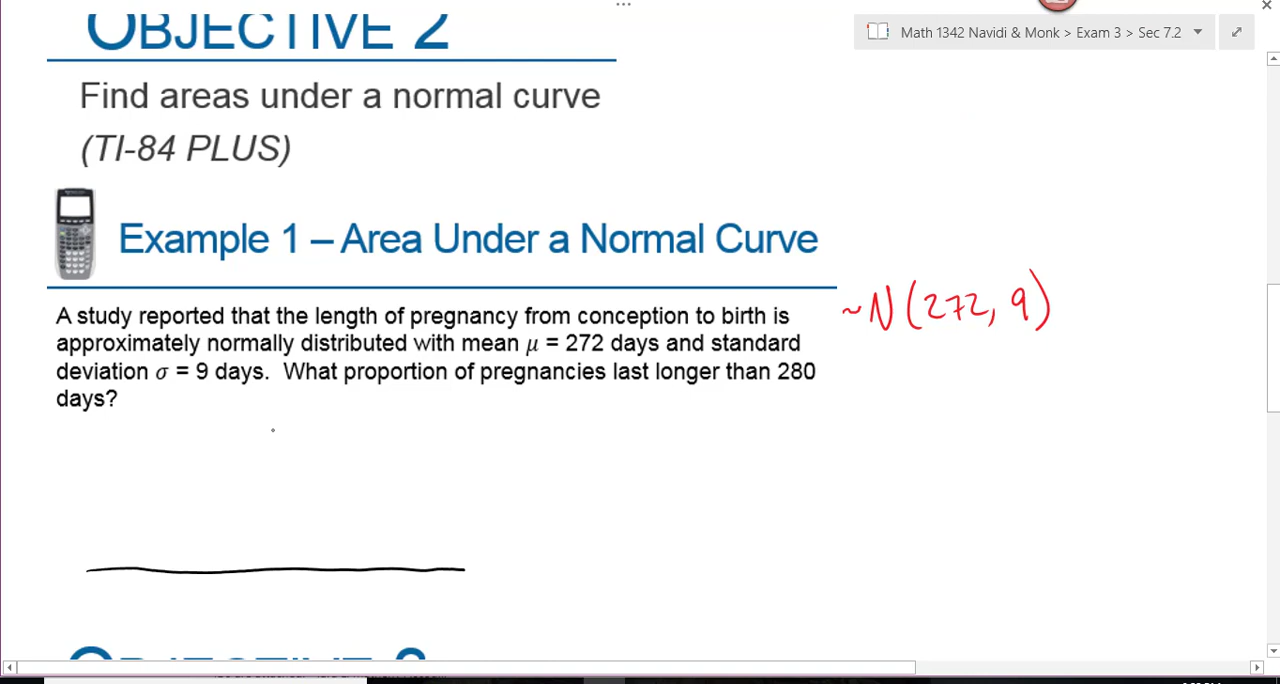 OBJECTIVE 2
Math 1342 Navidi & Monk > Exam 3 > Sec 7.2
Find areas under a normal curve
(TI-84 PLUS)
Example 1 – Area Under a Normal Curve
A study reported that the length of pregnancy from conception to birth is
approximately normally distributed with mean μ = 272 days and standard
deviation σ = 9 days. What proportion of pregnancies last longer than 280
days?
~N(272, 9)